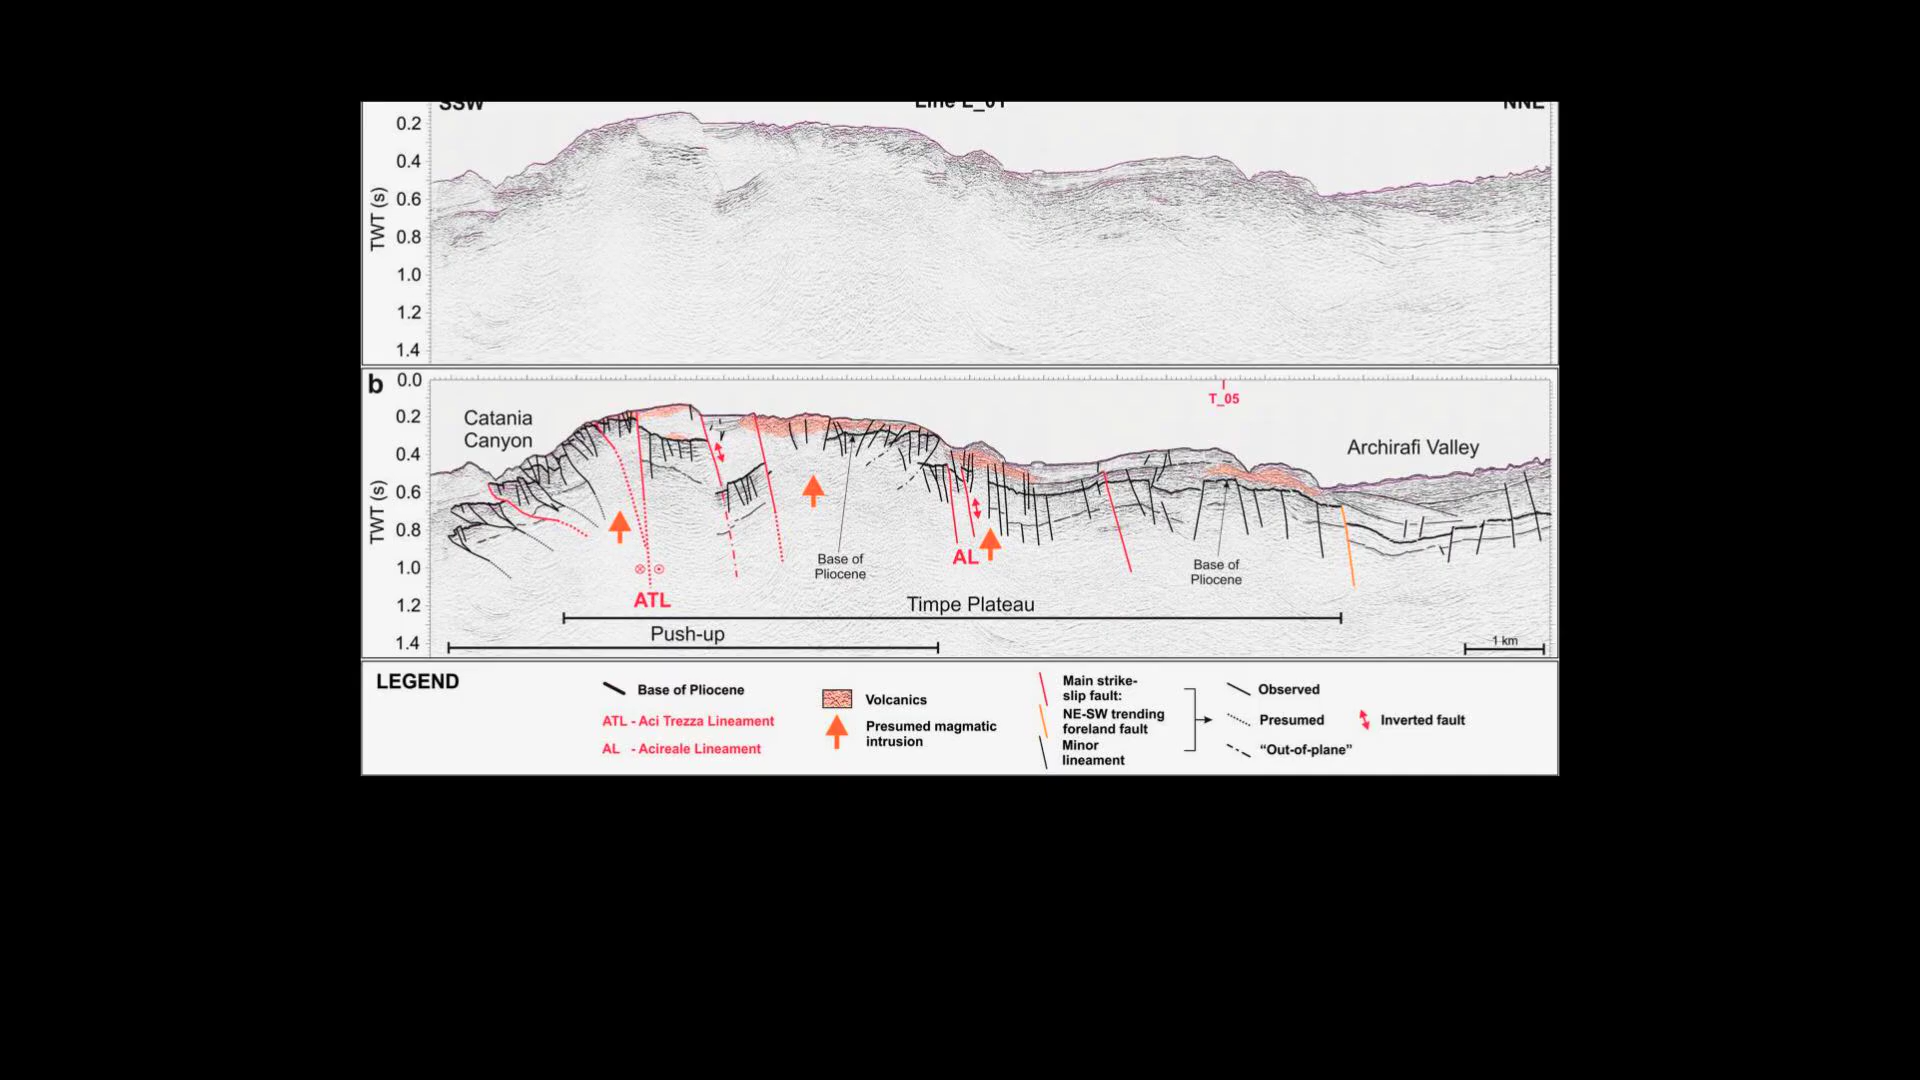 SSW Line L_01 NNE
0.2
0.4
0.6
0.8
1.0
1.2
1.4
TWT (s)
b
0.0
0.2
0.4
0.6
0.8
1.0
1.2
1.4
TWT (s)
T_05
Catania
Canyon
Archirafi Valley
Base of
Pliocene
AL
Base of
Pliocene
ATL
Timpe Plateau
Push-up
1 km
LEGEND
Base of Pliocene
ATL - Aci Trezza Lineament
AL - Acireale Lineament
Volcanics
Presumed magmatic
intrusion
Main strike-
slip fault:
NE-SW trending
foreland fault
Minor
lineament
Observed
Presumed
“Out-of-plane”
Inverted fault